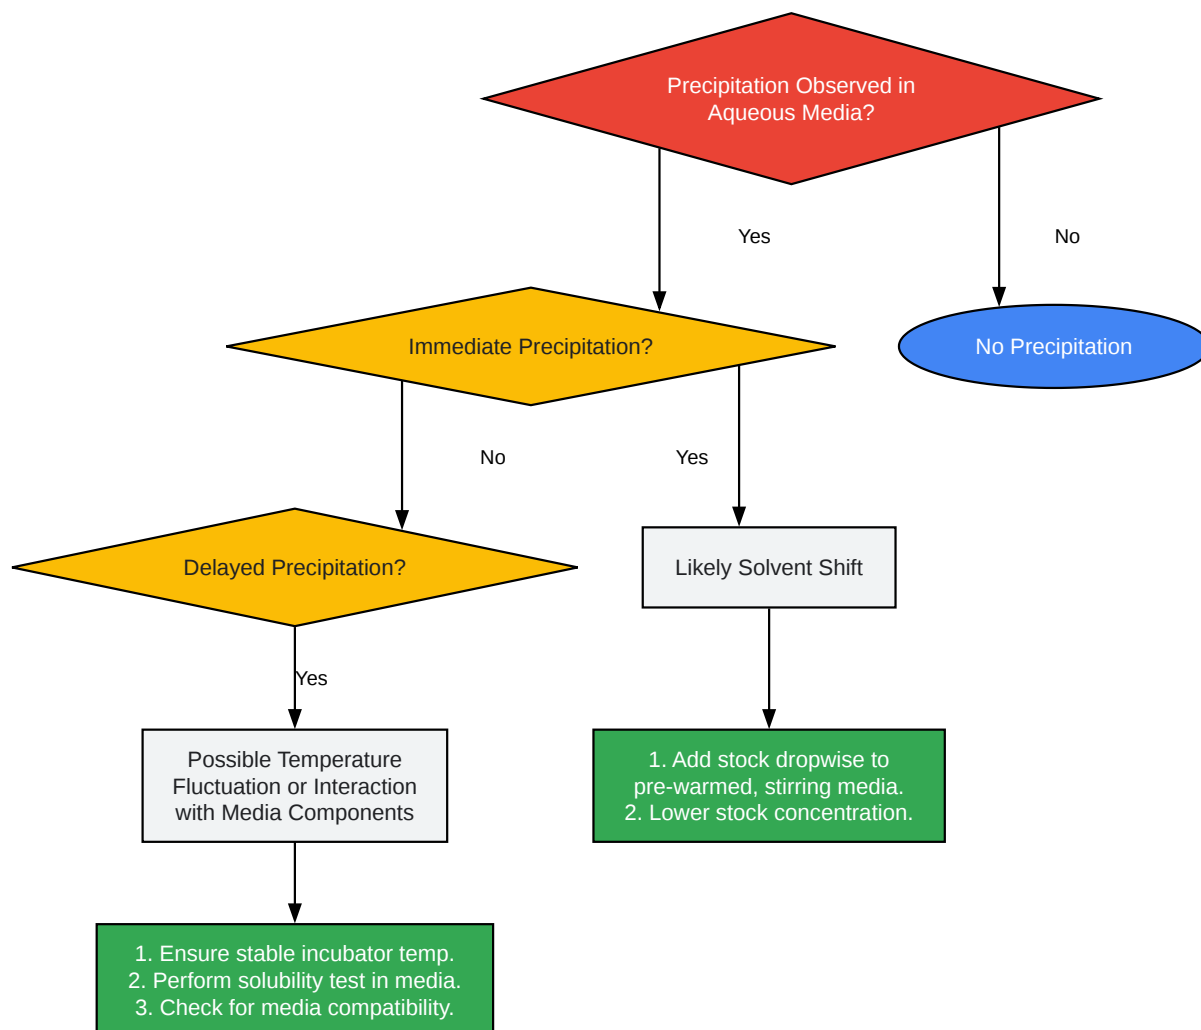 Precipitation Observed in
Aqueous Media?
Yes
No
Immediate Precipitation?
No Precipitation
No
Yes
Delayed Precipitation?
Likely Solvent Shift
Yes
Possible Temperature
Fluctuation or Interaction
with Media Components
1. Add stock dropwise to
pre-warmed, stirring media.
2. Lower stock concentration.
1. Ensure stable incubator temp.
2. Perform solubility test in media.
3. Check for media compatibility.